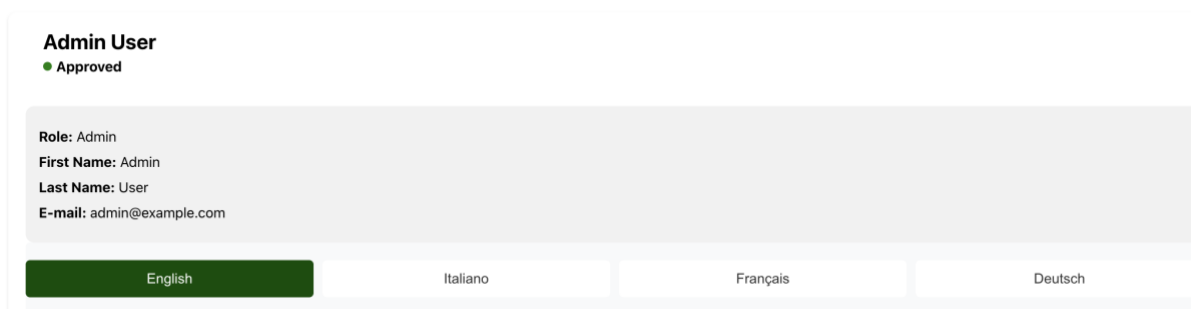 Admin User
Approved
Role: Admin
First Name: Admin
Last Name: User
E-mail: admin@example.com
English Italiano Français Deutsch